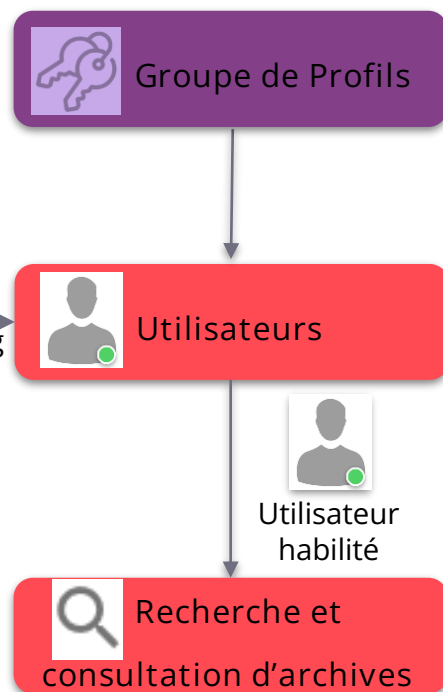 Groupe de Profils
Utilisateurs
Utilisateur
habilité
Recherche et
consultation d’archives